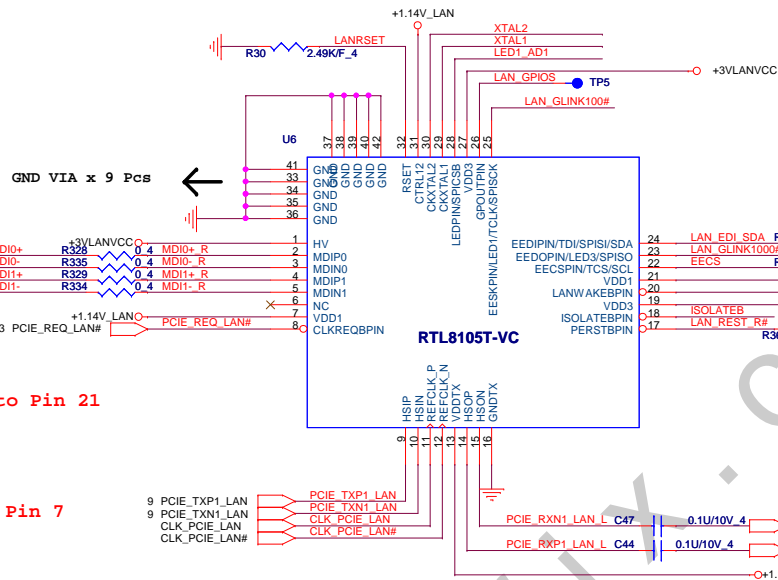 +1.14V_LAN
XTAL2
XTAL1
LED1_AD1
LANRSET
R30 2.49K/F_4
+3VLANVCC
LAN_GPIOS TP5
LAN_GLINK100#
U6
37 38 39 40 42 32 31 30 29 28 27 26 25
GND GND GND GND GND RSET CTRL12 CKXTAL2 CKXTAL1 LEDPIN/SPICSB VDD3 GPOUTPIN EESKPIN/LED1/TCLK/SPISCK
GND VIA x 9 Pcs
41 GND
33 GND
34 GND
35 GND
36 GND
+3VLANVCC 1 HV
DI0+ R328 0_4 MDI0+_R 2 MDIP0
DI0- R335 0_4 MDI0-_R 3 MDIN0
DI1+ R329 0_4 MDI1+_R 4 MDIP1
DI1- R334 0_4 MDI1-_R 5 MDIN1
6 NC
+1.14V_LAN 7 VDD1
3 PCIE_REQ_LAN# PCIE_REQ_LAN# 8 CLKREQBPIN
EEDIPIN/TDI/SPISI/SDA 24 LAN_EDI_SDA R
EEDOPIN/LED3/SPISO 23 LAN_GLINK1000#
EECSPIN/TCS/SCL 22 EECS R
VDD1 21
LANWAKEBPIN 20
VDD3 19
ISOLATEBPIN 18 ISOLATEB
PERSTBPIN 17 LAN_REST_R#
R30
RTL8105T-VC
HSIP HSIN REFCLK_P REFCLK_N VDDTX HSOP HSON GNDTX
9 10 11 12 13 14 15 16
to Pin 21
Pin 7
9 PCIE_TXP1_LAN PCIE_TXP1_LAN
9 PCIE_TXN1_LAN PCIE_TXN1_LAN
CLK_PCIE_LAN CLK_PCIE_LAN
CLK_PCIE_LAN# CLK_PCIE_LAN#
PCIE_RXN1_LAN_L C47 0.1U/10V_4
PCIE_RXP1_LAN_L C44 0.1U/10V_4
+1.